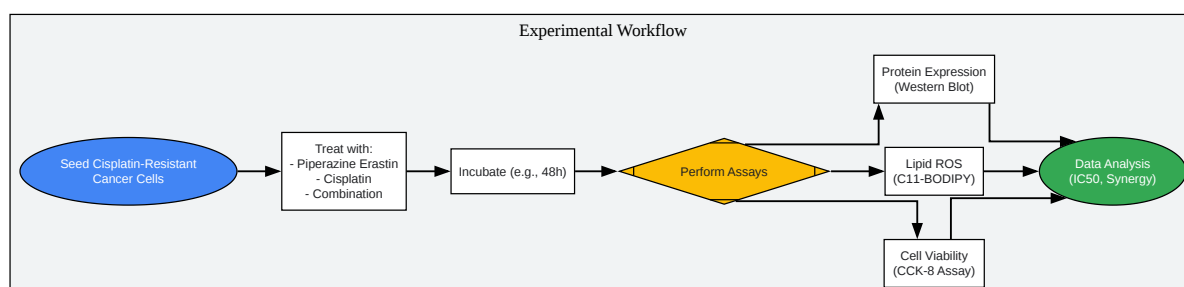 Experimental Workflow
Seed Cisplatin-Resistant
Cancer Cells
Treat with:
- Piperazine Erastin
- Cisplatin
- Combination
Incubate (e.g., 48h)
Perform Assays
Protein Expression
(Western Blot)
Lipid ROS
(C11-BODIPY)
Cell Viability
(CCK-8 Assay)
Data Analysis
(IC50, Synergy)